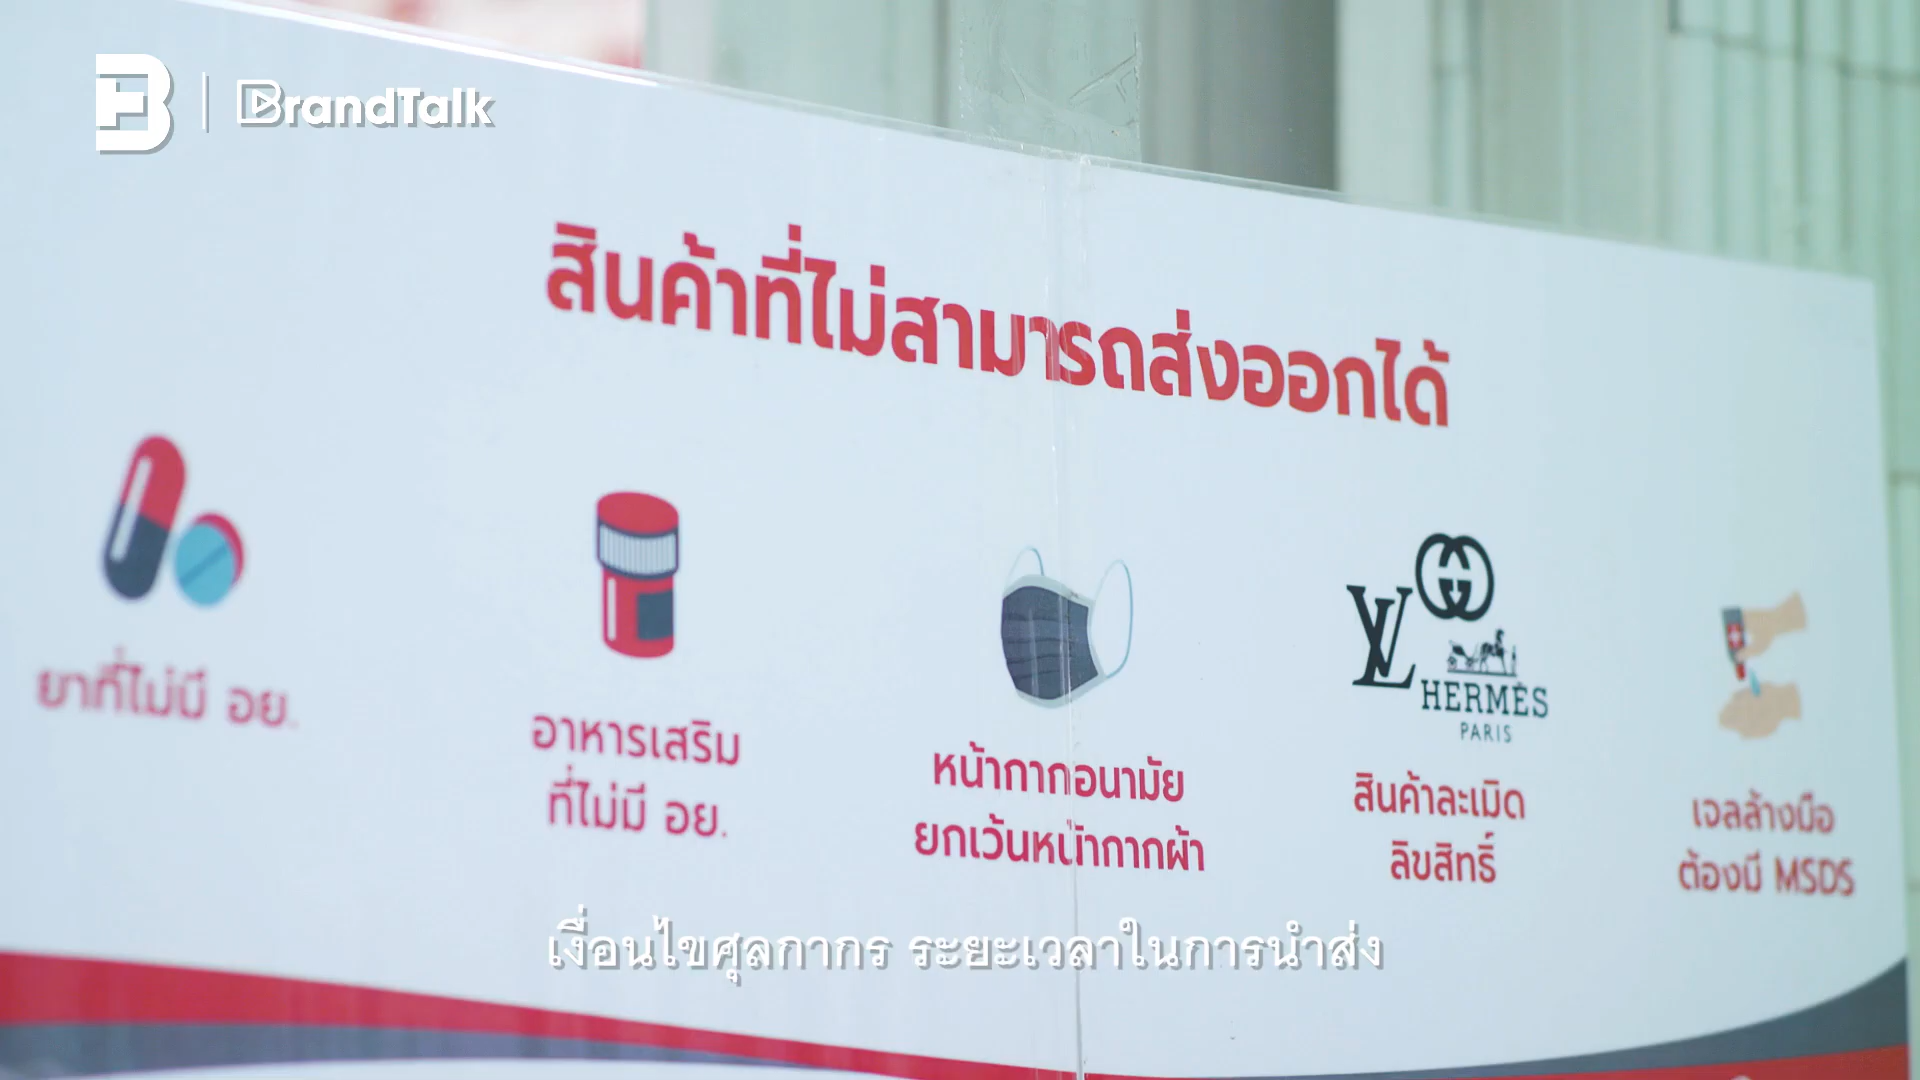 BrandTalk
สินค้าที่ไม่สามารถส่งออกได้
ยาที่ไม่มี อย.
อาหารเสริม
ที่ไม่มี อย.
หน้ากากอนามัย
ยกเว้นหน้ากากผ้า
LV
HERMÈS
PARIS
สินค้าละเมิด
ลิขสิทธิ์
เจลล้างมือ
ต้องมี MSDS
เงื่อนไขศุลกากร ระยะเวลาในการนำส่ง